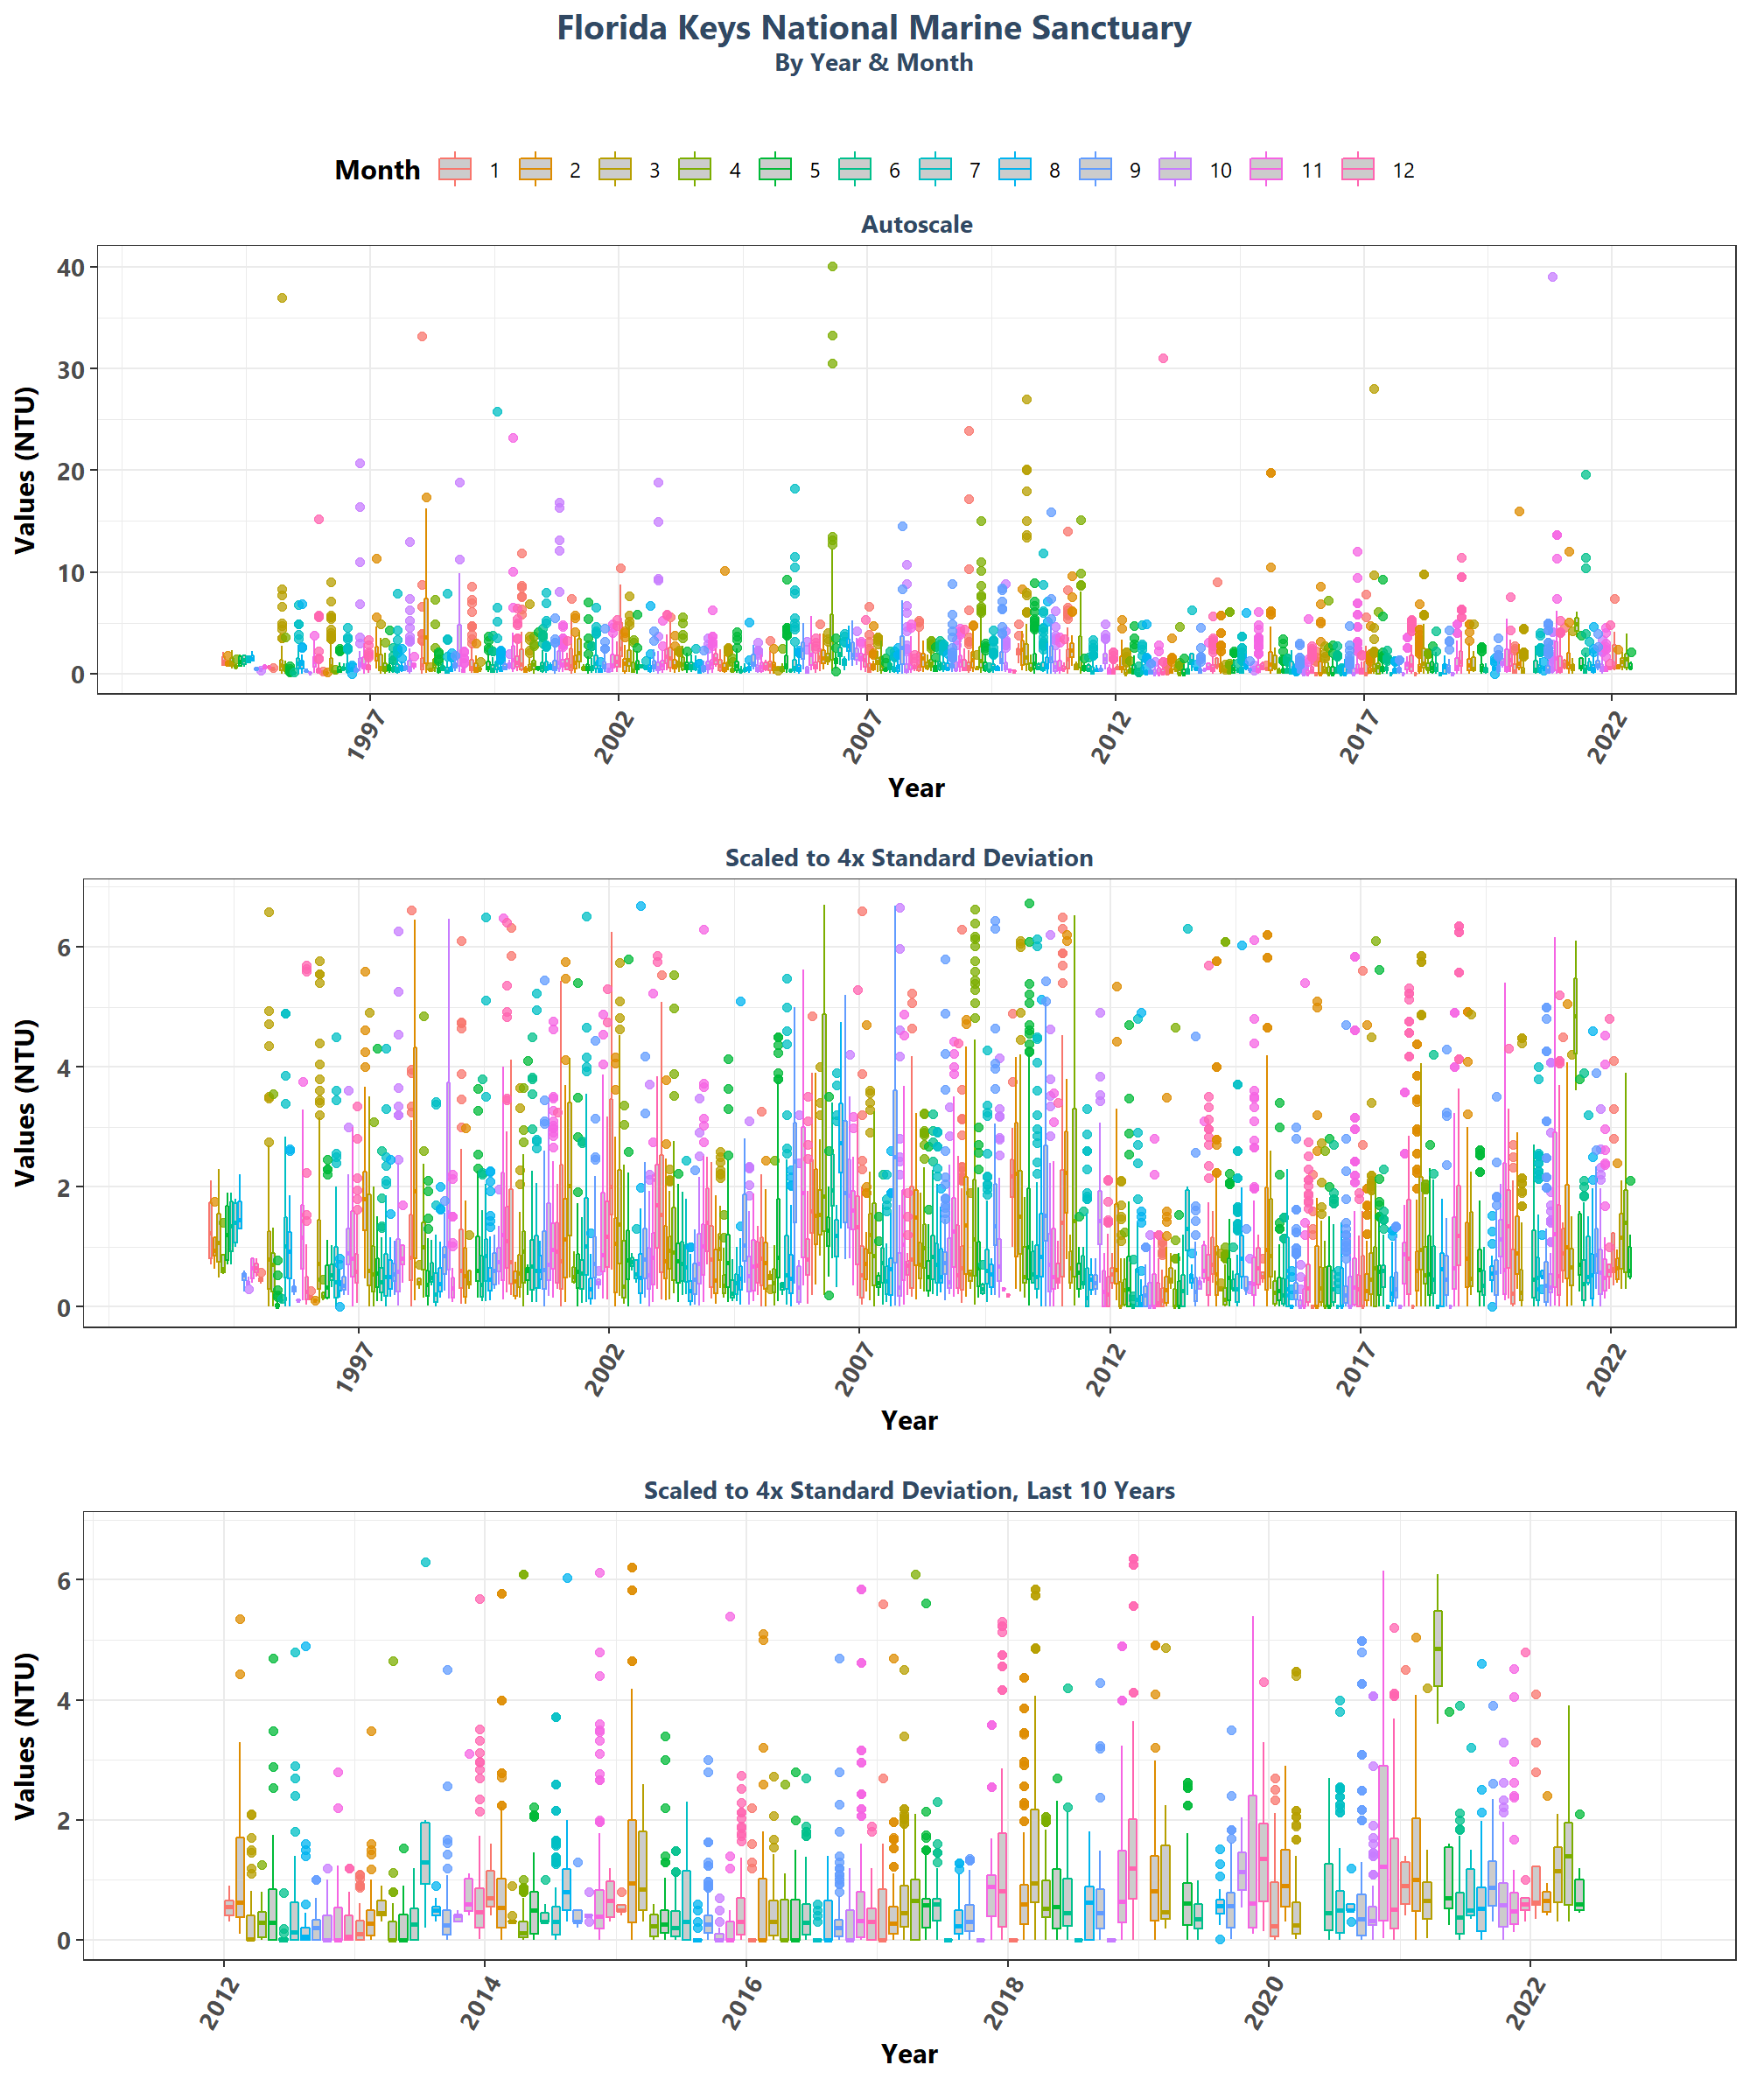 Florida Keys National Marine Sanctuary
By Year & Month
Month 1 2 3 4 5 6 7 8 9 10 11 12
Autoscale
Values (NTU)
40
30
20
10
0
1997 2002 2007 2012 2017 2022
Year
Scaled to 4x Standard Deviation
Values (NTU)
6
4
2
0
1997 2002 2007 2012 2017 2022
Year
Scaled to 4x Standard Deviation, Last 10 Years
Values (NTU)
6
4
2
0
2012 2014 2016 2018 2020 2022
Year